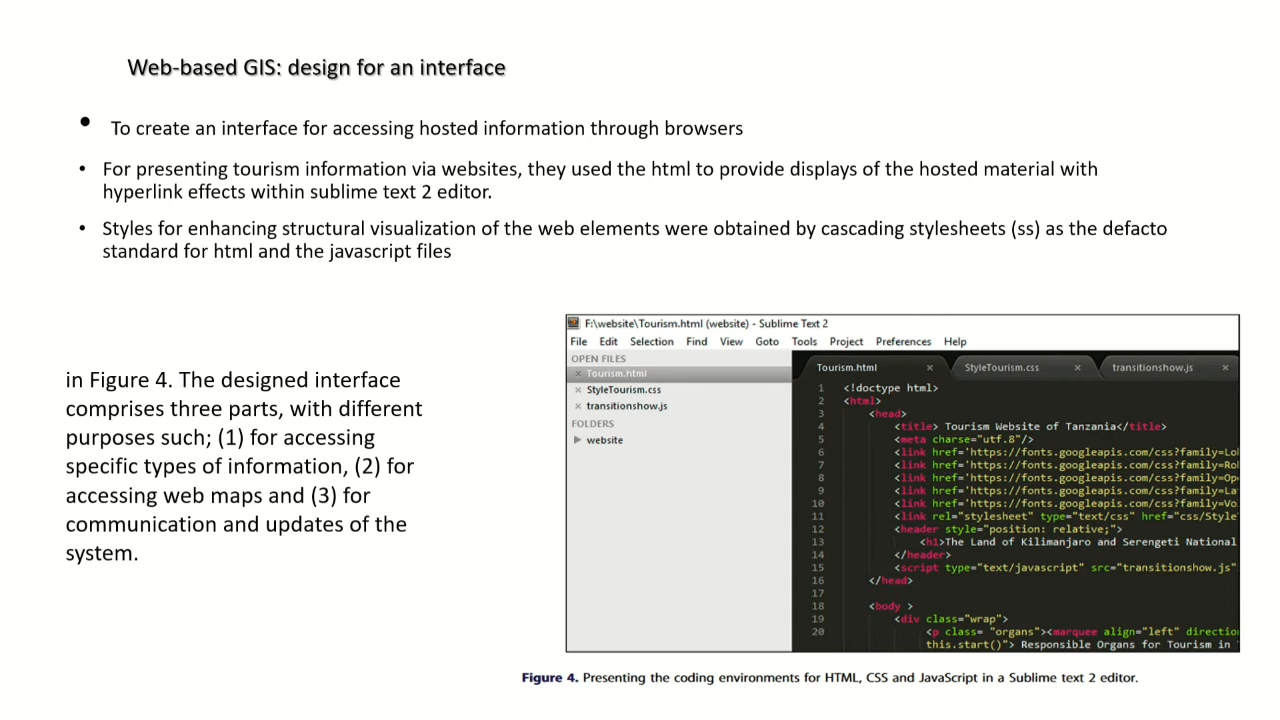 Web-based GIS: design for an interface
• To create an interface for accessing hosted information through browsers
• For presenting tourism information via websites, they used the html to provide displays of the hosted material with
hyperlink effects within sublime text 2 editor.
• Styles for enhancing structural visualization of the web elements were obtained by cascading stylesheets (ss) as the defacto
standard for html and the javascript files
in Figure 4. The designed interface
comprises three parts, with different
purposes such; (1) for accessing
specific types of information, (2) for
accessing web maps and (3) for
communication and updates of the
system.
F:\website\Tourism.html (website) - Sublime Text 2
File Edit Selection Find View Goto Tools Project Preferences Help
OPEN FILES
× Tourism.html
× StyleTourism.css
× transitionshow.js
FOLDERS
▶ website
Tourism.html × StyleTourism.css × transitionshow.js ×
1 <!doctype html>
2 <html>
3 <head>
4 <title> Tourism Website of Tanzania</title>
5 <meta charse="utf.8"/>
6 <link href='https://fonts.googleapis.com/css?family=Lo
7 <link href='https://fonts.googleapis.com/css?family=Ro
8 <link href='https://fonts.googleapis.com/css?family=Op
9 <link href='https://fonts.googleapis.com/css?family=La
10 <link href='https://fonts.googleapis.com/css?family=Vo
11 <link rel="stylesheet" type="text/css" href="css/Style
12 <header style="position: relative;">
13 <h1>The Land of Kilimanjaro and Serengeti National
14 </header>
15 <script type="text/javascript" src="transitionshow.js"
16 </head>
17
18 <body >
19 <div class="wrap">
20 <p class= "organs"><marquee align="left" directio
this.start()"> Responsible Organs for Tourism in
Figure 4. Presenting the coding environments for HTML, CSS and JavaScript in a Sublime text 2 editor.